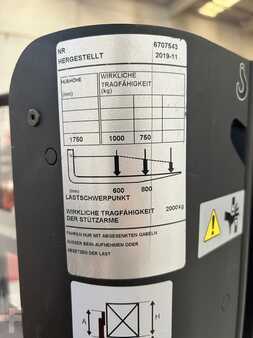 NR 6707543
HERGESTELLT 2019-11
HUBHÖHE WIRKLICHE
TRAGFÄHIGKEIT
(mm) (kg)
1750 1000 750
(mm) 600 800
LASTSCHWERPUNKT
WIRKLICHE TRAGFÄHIGKEIT 2000kg
DER STÜTZARME
FAHREN NUR MIT ABGESENKTEN GABELN
AUSSER BEIM AUFNEHMEN ODER
ABSETZEN DER LAST
S
A H